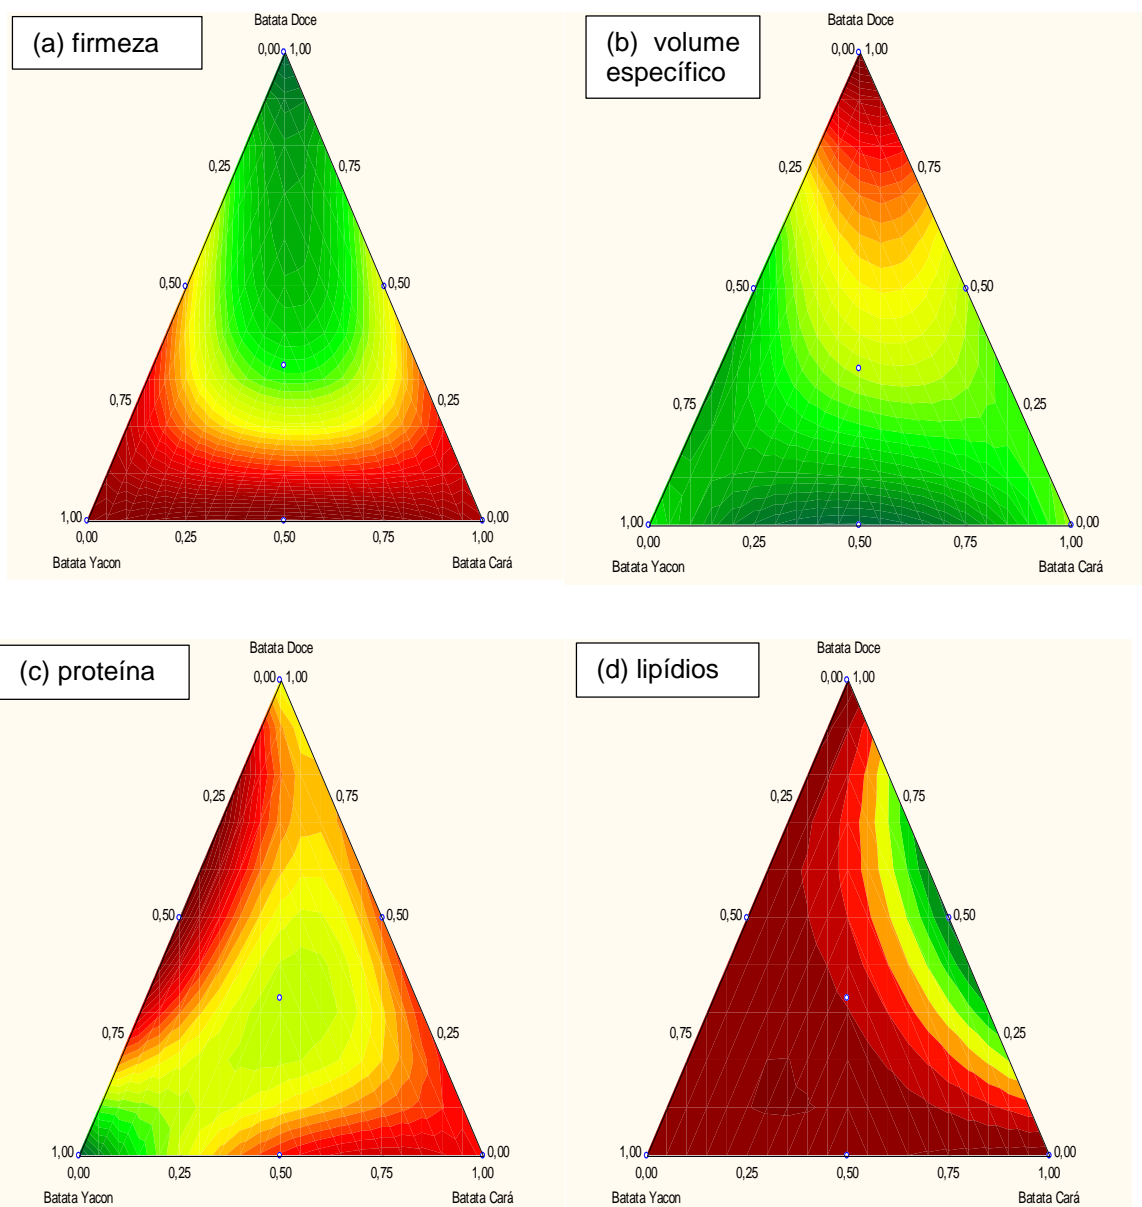 (a) firmeza
Batata Doce
0,00 1,00
0,25 0,75
0,50 0,50
0,75 0,25
1,00 0,00
0,00 0,25 0,50 0,75 1,00
Batata Yacon Batata Cará
(b) volume
específico
Batata Doce
0,00 1,00
0,25 0,75
0,50 0,50
0,75 0,25
1,00 0,00
0,00 0,25 0,50 0,75 1,00
Batata Yacon Batata Cará
(c) proteína
Batata Doce
0,00 1,00
0,25 0,75
0,50 0,50
0,75 0,25
1,00 0,00
0,00 0,25 0,50 0,75 1,00
Batata Yacon Batata Cará
(d) lipídios
Batata Doce
0,00 1,00
0,25 0,75
0,50 0,50
0,75 0,25
1,00 0,00
0,00 0,25 0,50 0,75 1,00
Batata Yacon Batata Cará